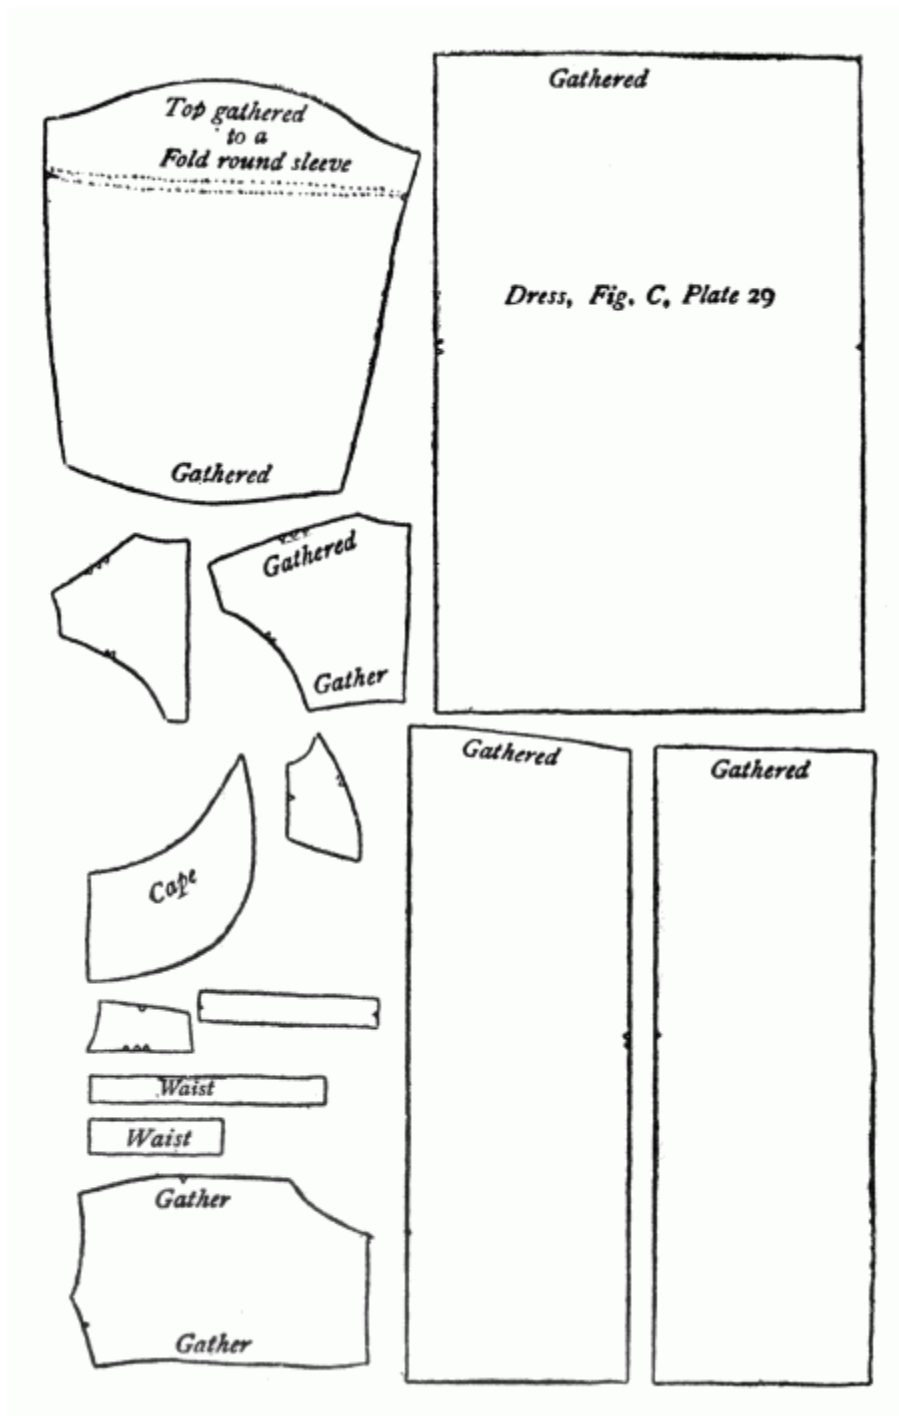 Top gathered
to a
Fold round sleeve
Gathered
Gathered
Dress, Fig. C, Plate 29
Gathered
Gather
Gathered
Gathered
Cape
Waist
Waist
Gather
Gather